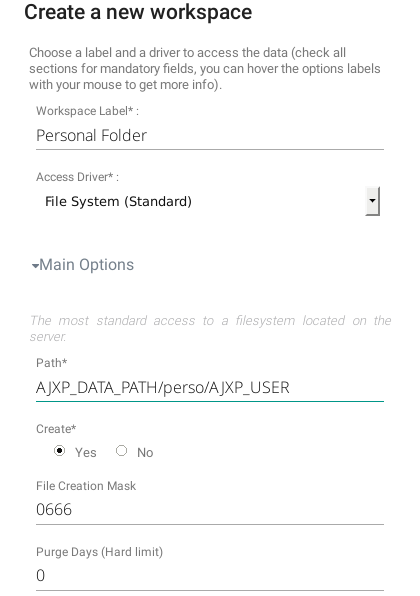 Create a new workspace
Choose a label and a driver to access the data (check all
sections for mandatory fields, you can hover the options labels
with your mouse to get more info).
Workspace Label* :
Personal Folder
Access Driver* :
File System (Standard)
Main Options
The most standard access to a filesystem located on the
server.
Path*
AJXP_DATA_PATH/perso/AJXP_USER
Create*
Yes No
File Creation Mask
0666
Purge Days (Hard limit)
0